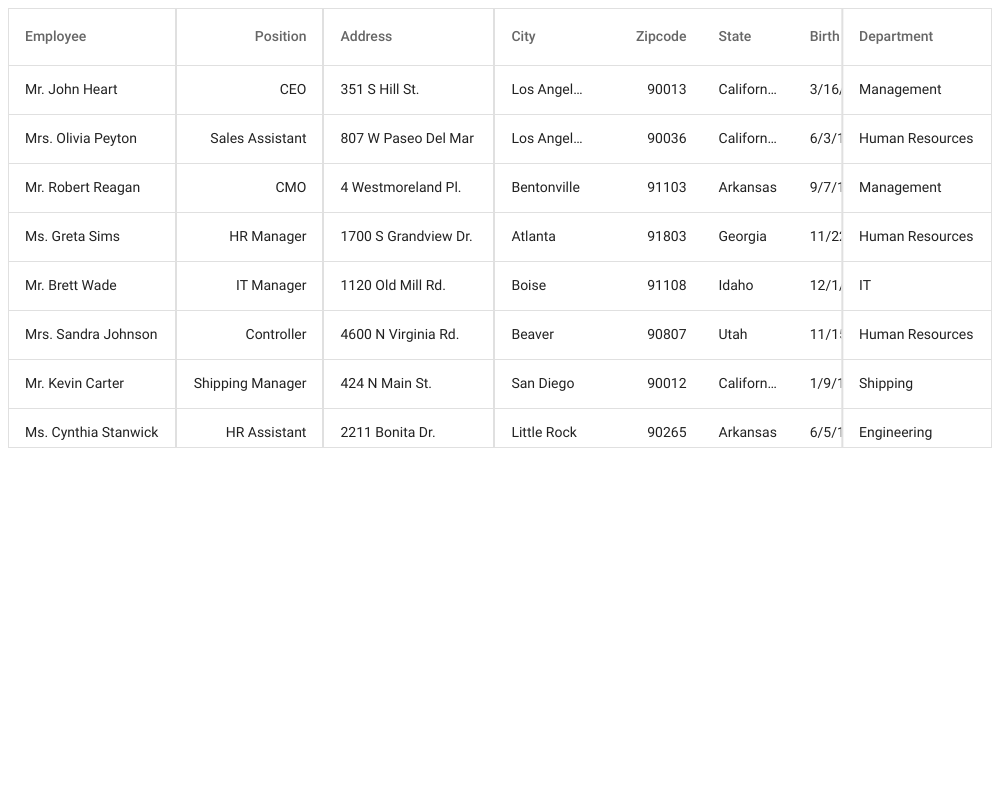 Employee Position Address City Zipcode State Birth Department
Mr. John Heart CEO 351 S Hill St. Los Angel... 90013 Californ... 3/16/ Management
Mrs. Olivia Peyton Sales Assistant 807 W Paseo Del Mar Los Angel... 90036 Californ... 6/3/1 Human Resources
Mr. Robert Reagan CMO 4 Westmoreland Pl. Bentonville 91103 Arkansas 9/7/1 Management
Ms. Greta Sims HR Manager 1700 S Grandview Dr. Atlanta 91803 Georgia 11/22 Human Resources
Mr. Brett Wade IT Manager 1120 Old Mill Rd. Boise 91108 Idaho 12/1/ IT
Mrs. Sandra Johnson Controller 4600 N Virginia Rd. Beaver 90807 Utah 11/15 Human Resources
Mr. Kevin Carter Shipping Manager 424 N Main St. San Diego 90012 Californ... 1/9/1 Shipping
Ms. Cynthia Stanwick HR Assistant 2211 Bonita Dr. Little Rock 90265 Arkansas 6/5/1 Engineering